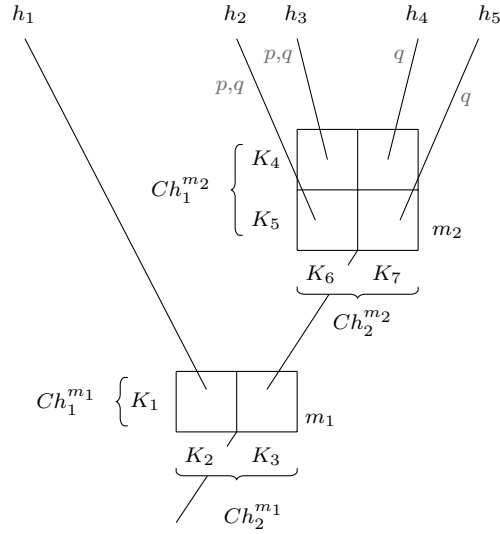 h₁ h₂ h₃ h₄ h₅
p,q q
p,q q
K₄
Ch₁^{m₂}
K₅ m₂
K₆ K₇
Ch₂^{m₂}
Ch₁^{m₁} K₁ m₁
K₂ K₃
Ch₂^{m₁}